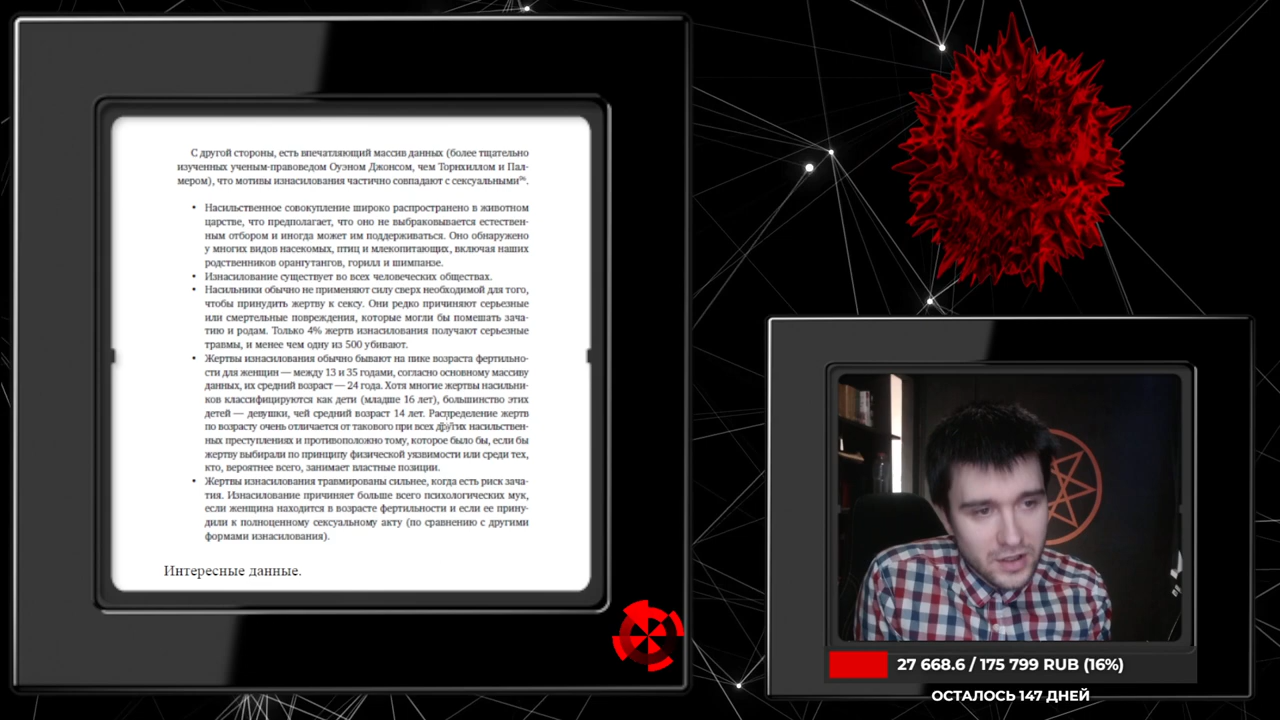 С другой стороны, есть впечатляющий массив данных (более тщательно
изученных ученым-правоведом Оуэном Джонсом, чем Торнхиллом и Пал-
мером), что мотивы изнасилования частично совпадают с сексуальными³⁶.
• Насильственное совокупление широко распространено в животном
царстве, что предполагает, что оно не выбраковывается естествен-
ным отбором и иногда может им поддерживаться. Оно обнаружено
у многих видов насекомых, птиц и млекопитающих, включая наших
родственников орангутангов, горилл и шимпанзе.
• Изнасилование существует во всех человеческих обществах.
• Насильники обычно не применяют силу сверх необходимой для того,
чтобы принудить жертву к сексу. Они редко причиняют серьезные
или смертельные повреждения, которые могли бы помешать зача-
тию и родам. Только 4% жертв изнасилования получают серьезные
травмы, и менее чем одну из 500 убивают.
• Жертвы изнасилования обычно бывают на пике возраста фертильно-
сти для женщин — между 13 и 35 годами, согласно основному массиву
данных, их средний возраст — 24 года. Хотя многие жертвы насильни-
ков классифицируются как дети (младше 16 лет), большинство этих
детей — девушки, чей средний возраст 14 лет. Распределение жертв
по возрасту очень отличается от такового при всех других насильствен-
ных преступлениях и противоположно тому, которое было бы, если бы
жертву выбирали по принципу физической уязвимости или среди тех,
кто, вероятнее всего, занимает властные позиции.
• Жертвы изнасилования травмированы сильнее, когда есть риск зача-
тия. Изнасилование причиняет больше всего психологических мук,
если женщина находится в возрасте фертильности и если ее прину-
дили к полноценному сексуальному акту (по сравнению с другими
формами изнасилования).
Интересные данные.
27 668.6 / 175 799 RUB (16%)
ОСТАЛОСЬ 147 ДНЕЙ